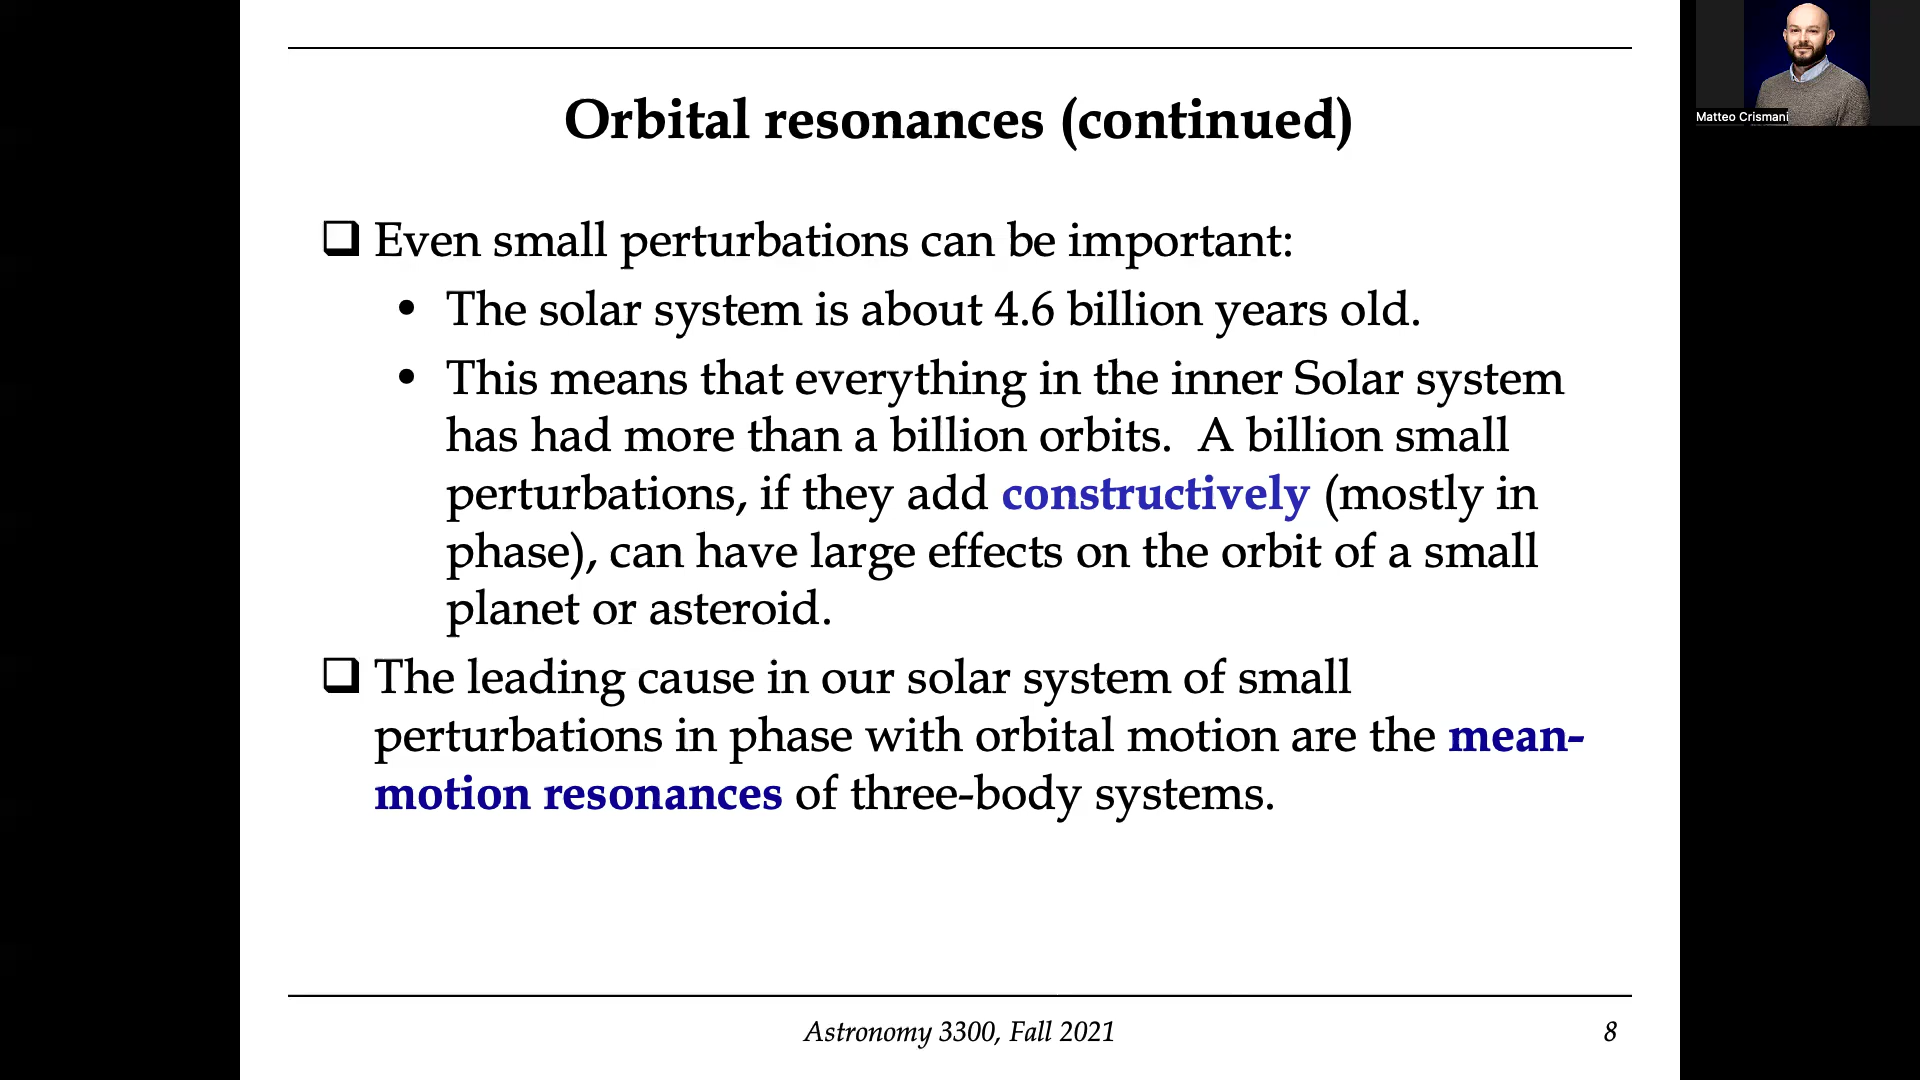 Orbital resonances (continued)
Matteo Crismani
❑ Even small perturbations can be important:
• The solar system is about 4.6 billion years old.
• This means that everything in the inner Solar system
has had more than a billion orbits.  A billion small
perturbations, if they add constructively (mostly in
phase), can have large effects on the orbit of a small
planet or asteroid.
❑ The leading cause in our solar system of small
perturbations in phase with orbital motion are the mean-
motion resonances of three-body systems.
Astronomy 3300, Fall 2021
8